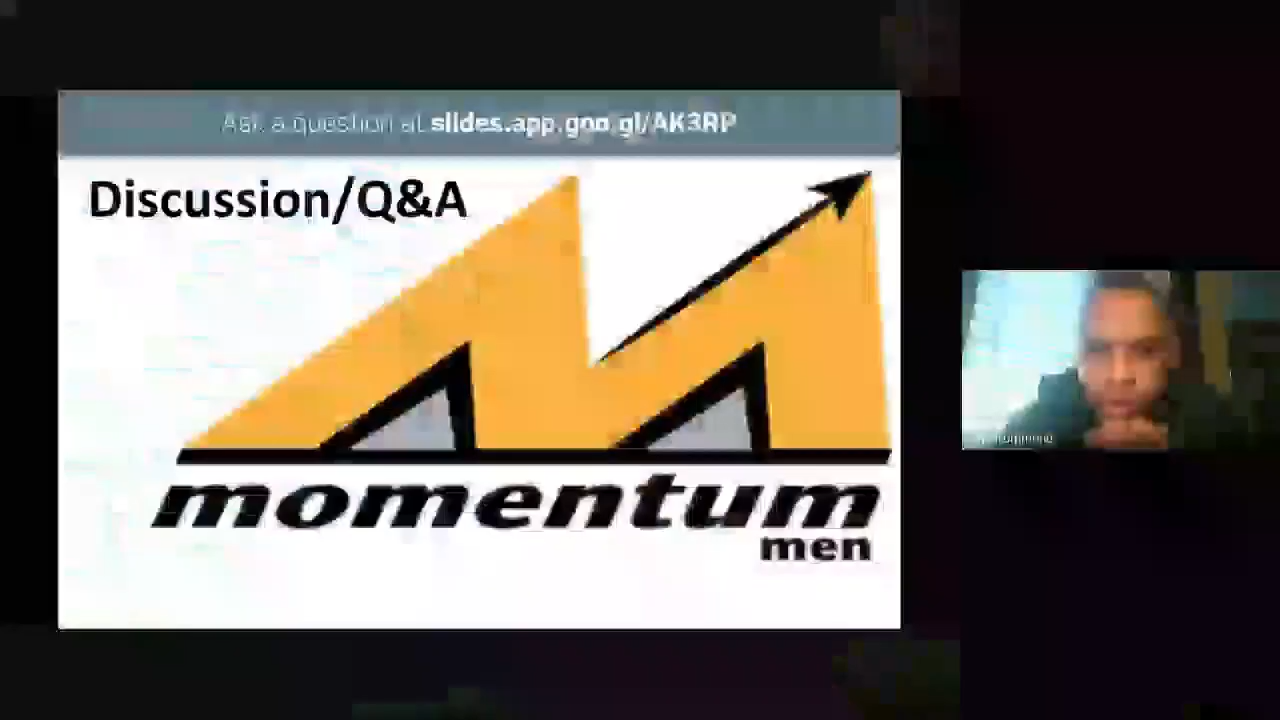 Ask a question at slides.app.goo.gl/AK3RP
Discussion/Q&A
momentum
men